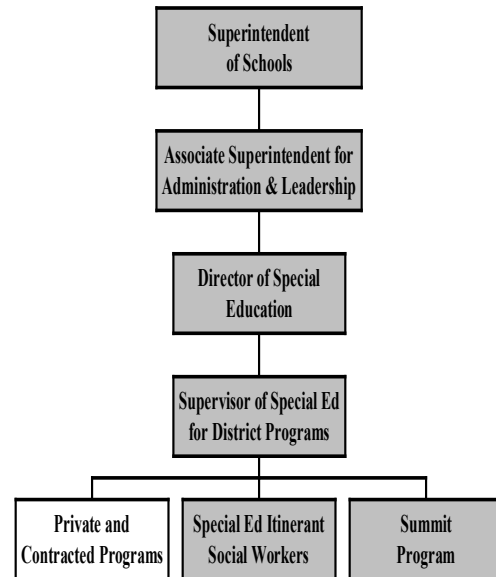 Superintendent
of Schools
Associate Superintendent for
Administration & Leadership
Director of Special
Education
Supervisor of Special Ed
for District Programs
Private and
Contracted Programs
Special Ed Itinerant
Social Workers
Summit
Program